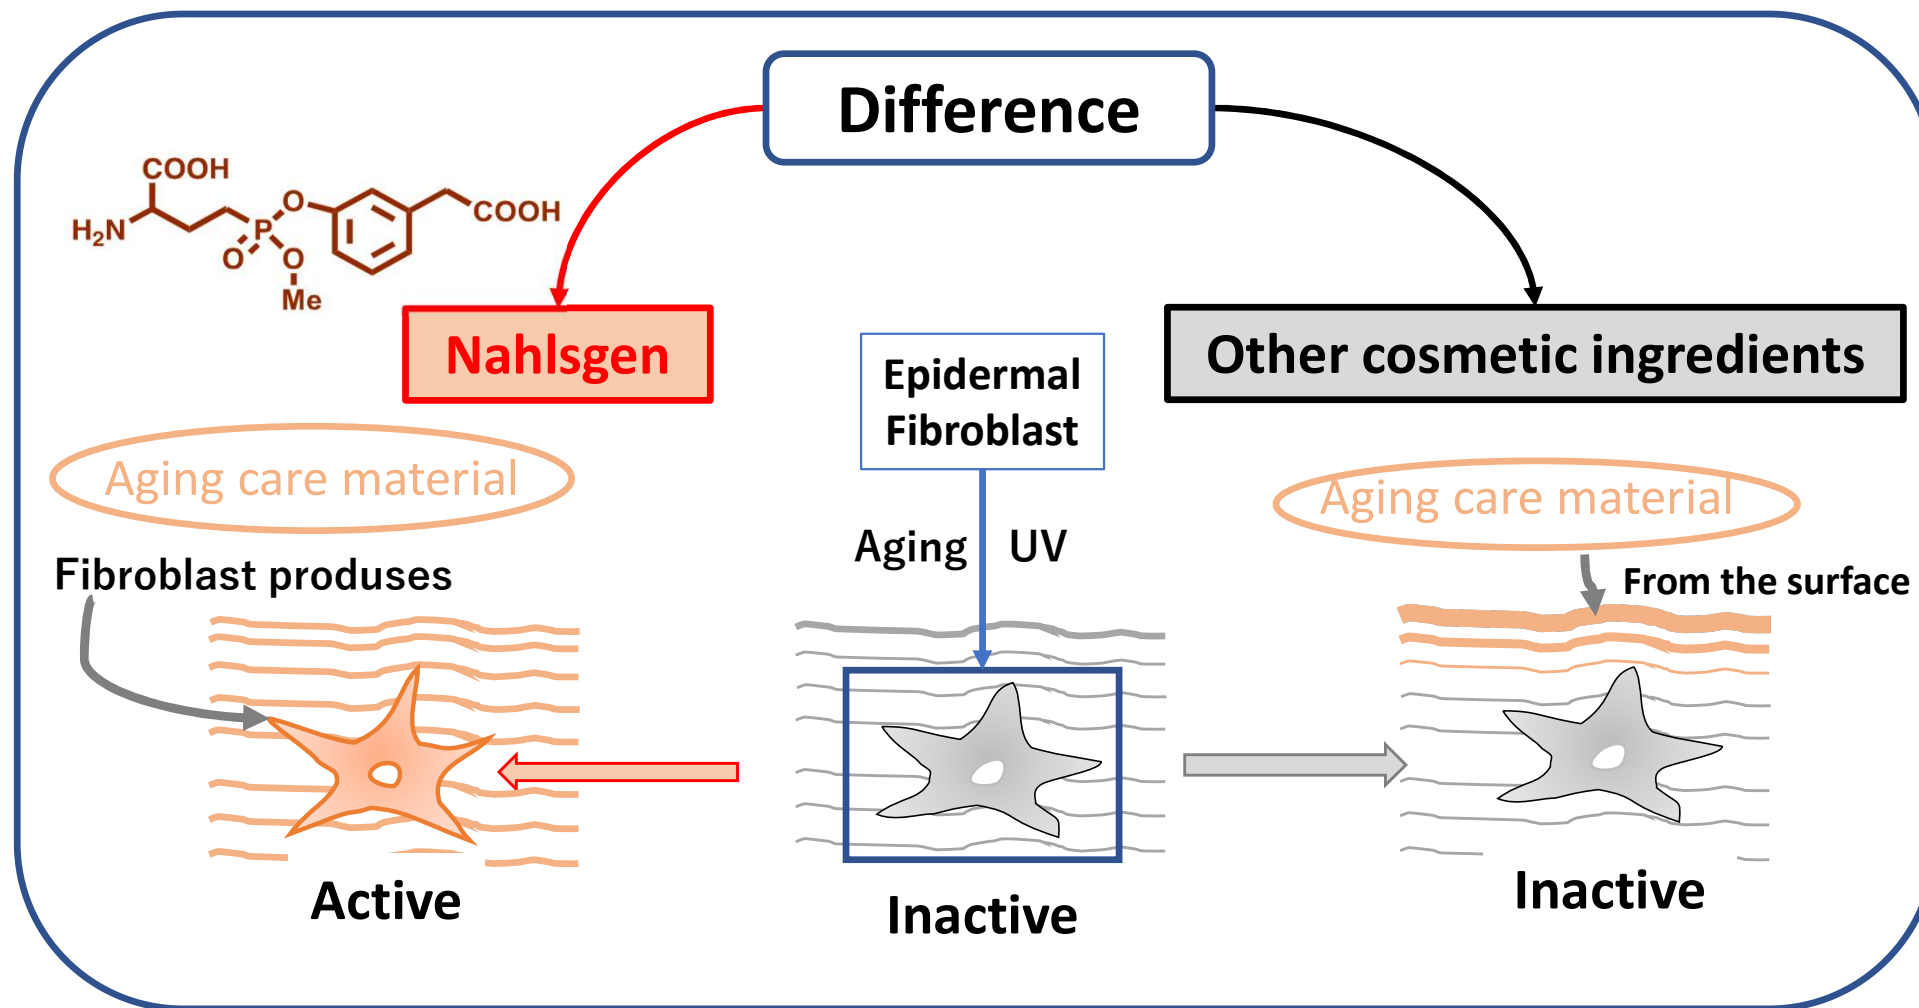 Difference
COOH
H₂N
P
O
O
O
Me
COOH
Nahlsgen
Epidermal
Fibroblast
Other cosmetic ingredients
Aging care material
Aging care material
Aging UV
Fibroblast produses
From the surface
Active
Inactive
Inactive